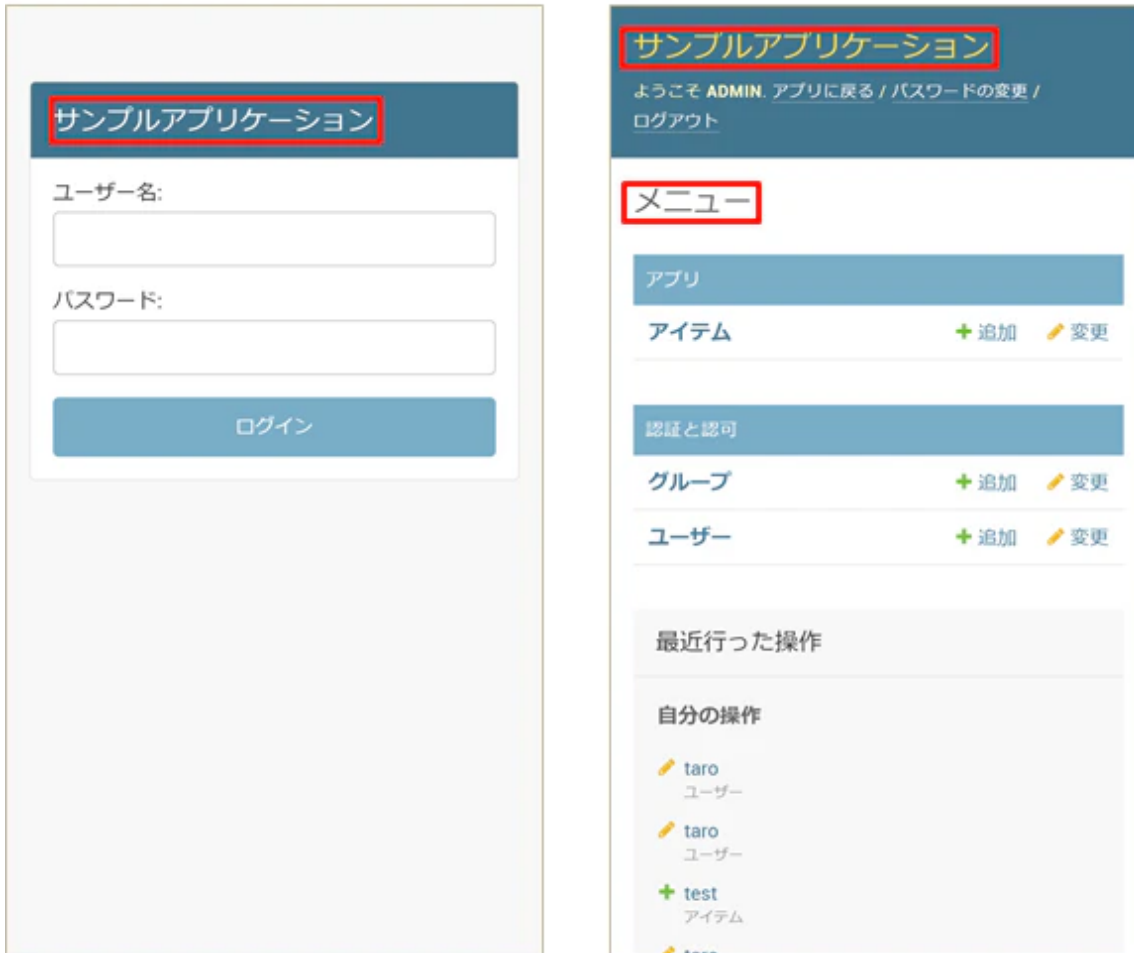 サンプルアプリケーション
ユーザー名:
パスワード:
ログイン
サンプルアプリケーション
ようこそ ADMIN. アプリに戻る / パスワードの変更 /
ログアウト
メニュー
アプリ
アイテム + 追加 変更
認証と認可
グループ + 追加 変更
ユーザー + 追加 変更
最近行った操作
自分の操作
taro
ユーザー
taro
ユーザー
+ test
アイテム
taro